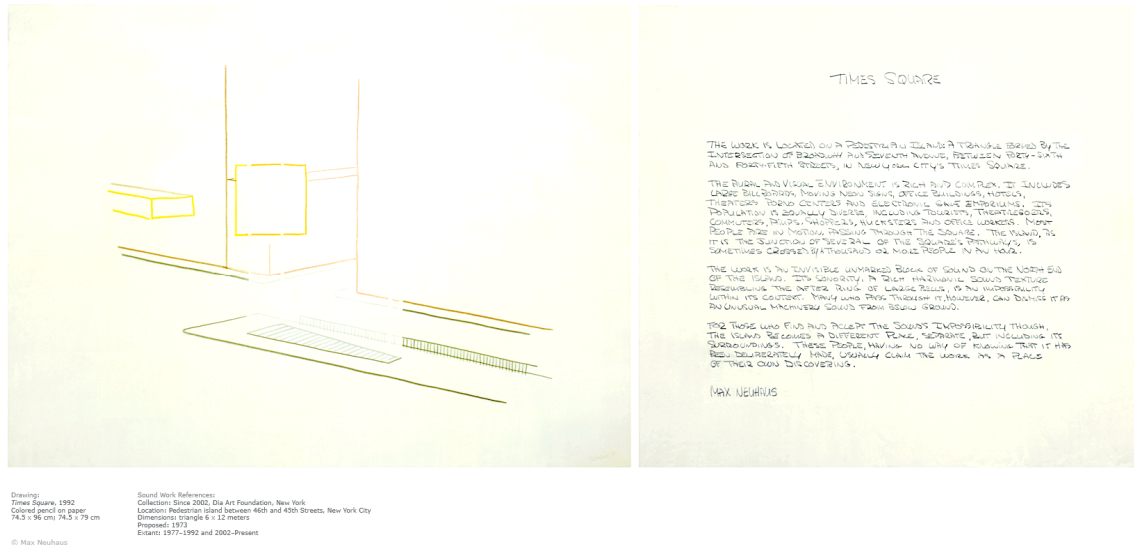 TIMES SQUARE
THE WORK IS LOCATED ON A PEDESTRIAN ISLAND: A TRIANGLE FORMED BY THE
INTERSECTION OF BROADWAY AND SEVENTH AVENUE, BETWEEN FORTY-SIXTH
AND FORTY-FIFTH STREETS, IN NEW YORK CITY'S TIMES SQUARE.
THE AURAL AND VISUAL ENVIRONMENT IS RICH AND COMPLEX. IT INCLUDES
LARGE BILLBOARDS, MOVING NEON SIGNS, OFFICE BUILDINGS, HOTELS,
THEATERS, PORNO CENTERS AND ELECTRONIC GAME EMPORIUMS. ITS
POPULATION IS EQUALLY DIVERSE, INCLUDING TOURISTS, THEATERGOERS,
COMMUTERS, PIMPS, SHOPPERS, HUCKSTERS AND OFFICE WORKERS. MOST
PEOPLE ARE IN MOTION, PASSING THROUGH THE SQUARE. THE ISLAND, AS
IT IS THE JUNCTION OF SEVERAL OF THE SQUARE'S PATHWAYS, IS
SOMETIMES CROSSED BY A THOUSAND OR MORE PEOPLE IN AN HOUR.
THE WORK IS AN INVISIBLE UNMARKED BLOCK OF SOUND ON THE NORTH END
OF THE ISLAND. ITS SONORITY, A RICH HARMONIC SOUND TEXTURE
RESEMBLING THE AFTER RING OF LARGE BELLS, IS AN IMPOSSIBILITY
WITHIN ITS CONTEXT. MANY WHO PASS THROUGH IT, HOWEVER, CAN DISMISS IT AS
AN UNUSUAL MACHINERY SOUND FROM BELOW GROUND.
FOR THOSE WHO FIND AND ACCEPT THE SOUND'S IMPOSSIBILITY THOUGH,
THE ISLAND BECOMES A DIFFERENT PLACE, SEPARATE, BUT INCLUDING ITS
SURROUNDINGS. THESE PEOPLE, HAVING NO WAY OF KNOWING THAT IT HAS
BEEN DELIBERATELY MADE, USUALLY CLAIM THE WORK AS A PLACE
OF THEIR OWN DISCOVERING.
MAX NEUHAUS
Drawing:
Times Square, 1992
Colored pencil on paper
74.5 x 96 cm; 74.5 x 79 cm
© Max Neuhaus
Sound Work References:
Collection: Since 2002, Dia Art Foundation, New York
Location: Pedestrian island between 46th and 45th Streets, New York City
Dimensions: triangle 6 x 12 meters
Proposed: 1973
Extant: 1977–1992 and 2002–Present